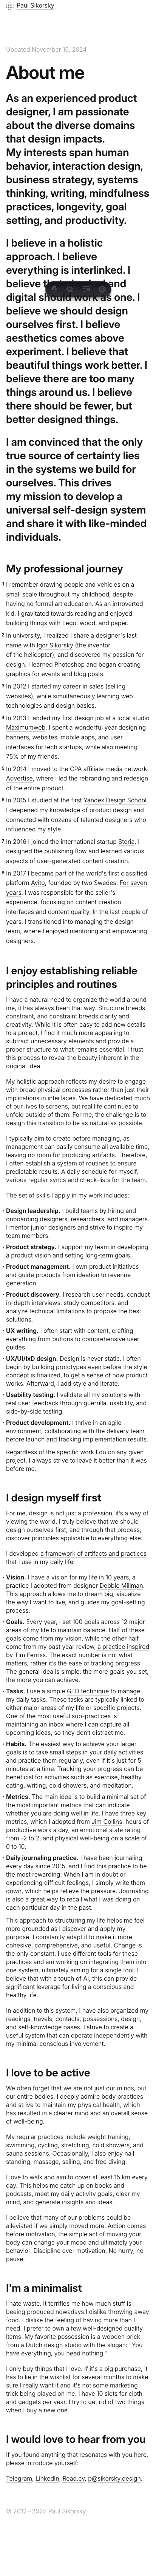 Paul Sikorsky
Updated November 16, 2024
About me
As an experienced product
designer, I am passionate
about the diverse domains
that design impacts.
My interests span human
behavior, interaction design,
business strategy, systems
thinking, writing, mindfulness
practices, longevity, goal
setting, and productivity.
I believe in a holistic
approach. I believe
everything is interlinked. I
believe that
digital should work as one. I
believe we should design
ourselves first. I believe
aesthetics comes above
experiment. I believe that
beautiful things work better. I
believe there are too many
things around us. I believe
there should be fewer, but
better designed things.
I am convinced that the only
true source of certainty lies
in the systems we build for
ourselves. This drives
my mission to develop a
universal self-design system
and share it with like-minded
individuals.
My professional journey
1 I remember drawing people and vehicles on a
small scale throughout my childhood, despite
having no formal art education. As an introverted
kid, I gravitated towards reading and enjoyed
building things with Lego, wood, and paper.
2 In university, I realized I share a designer's last
name with Igor Sikorsky (the inventor
of the helicopter), and discovered my passion for
design. I learned Photoshop and began creating
graphics for events and blog posts.
3 In 2012 I started my career in sales (selling
websites), while simultaneously learning web
technologies and design basics.
4 In 2013 I landed my first design job at a local studio
Maximummedia. I spent a wonderful year designing
banners, websites, mobile apps, and user
interfaces for tech startups, while also meeting
75% of my friends.
5 In 2014 I moved to the CPA affiliate media network
Advertise, where I led the rebranding and redesign
of the entire product.
6 In 2015 I studied at the first Yandex Design School.
I deepened my knowledge of product design and
connected with dozens of talented designers who
influenced my style.
7 In 2016 I joined the international startup Storia. I
designed the publishing flow and learned various
aspects of user-generated content creation.
8 In 2017 I became part of the world's first classified
platform Avito, founded by two Swedes. For seven
years, I was responsible for the seller's
experience, focusing on content creation
interfaces and content quality. In the last couple of
years, I transitioned into managing the design
team, where I enjoyed mentoring and empowering
designers.
I enjoy establishing reliable
principles and routines
I have a natural need to organize the world around
me, it has always been that way. Structure breeds
constraint, and constraint breeds clarity and
creativity. While it is often easy to add new details
to a project, I find it much more appealing to
subtract unnecessary elements and provide a
proper structure to what remains essential. I trust
this process to reveal the beauty inherent in the
original idea.
My holistic approach reflects my desire to engage
with broad physical processes rather than just their
implications in interfaces. We have dedicated much
of our lives to screens, but real life continues to
unfold outside of them. For me, the challenge is to
design this transition to be as natural as possible.
I typically aim to create before managing, as
management can easily consume all available time,
leaving no room for producing artifacts. Therefore,
I often establish a system of routines to ensure
predictable results. A daily schedule for myself,
various regular syncs and check-lists for the team.
The set of skills I apply in my work includes:
• Design leadership. I build teams by hiring and
onboarding designers, researchers, and managers.
I mentor junior designers and strive to inspire my
team members.
• Product strategy. I support my team in developing
a product vision and setting long-term goals.
• Product management. I own product initiatives
and guide products from ideation to revenue
generation.
• Product discovery. I research user needs, conduct
in-depth interviews, study competitors, and
analyze technical limitations to propose the best
solutions.
• UX writing. I often start with content, crafting
everything from buttons to comprehensive user
guides.
• UX/UI/IxD design. Design is never static. I often
begin by building prototypes even before the style
concept is finalized, to get a sense of how product
works. Afterward, I add style and iterate.
• Usability testing. I validate all my solutions with
real user feedback through guerrilla, usability, and
side-by-side testing.
• Product development. I thrive in an agile
environment, collaborating with the delivery team
before launch and tracking implementation results.
Regardless of the specific work I do on any given
project, I always strive to leave it better than it was
before me.
I design myself first
For me, design is not just a profession, it's a way of
viewing the world. I truly believe that we should
design ourselves first, and through that process,
discover principles applicable to everything else.
I developed a framework of artifacts and practices
that I use in my daily life:
• Vision. I have a vision for my life in 10 years, a
practice I adopted from designer Debbie Millman.
This approach allows me to dream big, visualize
the way I want to live, and guides my goal-setting
process.
• Goals. Every year, I set 100 goals across 12 major
areas of my life to maintain balance. Half of these
goals come from my vision, while the other half
come from my past year review, a practice inspired
by Tim Ferriss. The exact number is not what
matters, rather it's the ease of tracking progress.
The general idea is simple: the more goals you set,
the more you can achieve.
• Tasks. I use a simple GTD technique to manage
my daily tasks. These tasks are typically linked to
either major areas of my life or specific projects.
One of the most useful sub-practices is
maintaining an inbox where I can capture all
upcoming ideas, so they don't distract me.
• Habits. The easiest way to achieve your larger
goals is to take small steps in your daily activities
and practice them regularly, even if it's just for 5
minutes at a time. Tracking your progress can be
beneficial for activities such as exercise, healthy
eating, writing, cold showers, and meditation.
• Metrics. The main idea is to build a minimal set of
the most important metrics that can indicate
whether you are doing well in life. I have three key
metrics, which I adopted from Jim Collins: hours of
productive work a day, an emotional state rating
from -2 to 2, and physical well-being on a scale of
0 to 10.
• Daily journaling practice. I have been journaling
every day since 2015, and I find this practice to be
the most rewarding. When I am in doubt or
experiencing difficult feelings, I simply write them
down, which helps relieve the pressure. Journaling
is also a great way to recall what I was doing on
each particular day in the past.
This approach to structuring my life helps me feel
more grounded as I discover and apply my
purpose. I constantly adapt it to make it more
cohesive, comprehensive, and useful. Change is
the only constant. I use different tools for these
practices and am working on integrating them into
one system, ultimately aiming for a single tool. I
believe that with a touch of AI, this can provide
significant leverage for living a conscious and
healthy life.
In addition to this system, I have also organized my
readings, travels, contacts, possessions, design,
and self-knowledge bases. I strive to create a
useful system that can operate independently with
my minimal conscious involvement.
I love to be active
We often forget that we are not just our minds, but
our entire bodies. I deeply admire body practices
and strive to maintain my physical health, which
has resulted in a clearer mind and an overall sense
of well-being.
My regular practices include weight training,
swimming, cycling, stretching, cold showers, and
sauna sessions. Occasionally, I also enjoy nail
standing, massage, sailing, and free diving.
I love to walk and aim to cover at least 15 km every
day. This helps me catch up on books and
podcasts, meet my daily activity goals, clear my
mind, and generate insights and ideas.
I believe that many of our problems could be
alleviated if we simply moved more. Action comes
before motivation, the simple act of moving your
body can change your mood and ultimately your
behavior. Discipline over motivation. No hurry, no
pause.
I'm a minimalist
I hate waste. It terrifies me how much stuff is
beeing produced nowadays.I dislike throwing away
food. I dislike the feeling of having more than I
need. I prefer to own a few well-designed quality
items. My favorite possession is a wooden brick
from a Dutch design studio with the slogan: "You
have everything, you need nothing."
I only buy things that I love. If it's a big purchase, it
has to lie in the wishlist for several months to make
sure I really want it and it's not some marketing
trick being played on me. I have 10 slots for cloth
and gadgets per year. I try to get rid of two things
when I buy a new one.
I would love to hear from you
If you found anything that resonates with you here,
please introduce yourself:
Telegram, LinkedIn, Read.cv, p@sikorsky.design.
© 2012 – 2025 Paul Sikorsky